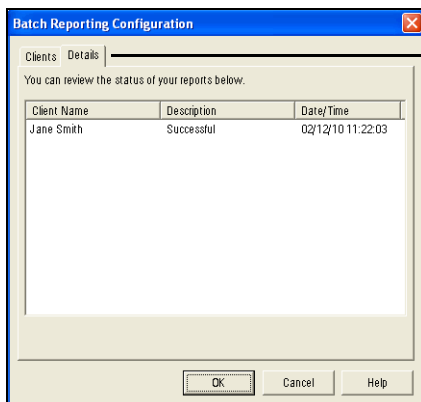 Batch Reporting Configuration
Clients Details
You can review the status of your reports below.
Client Name Description Date/Time
Jane Smith Successful 02/12/10 11:22:03
OK Cancel Help